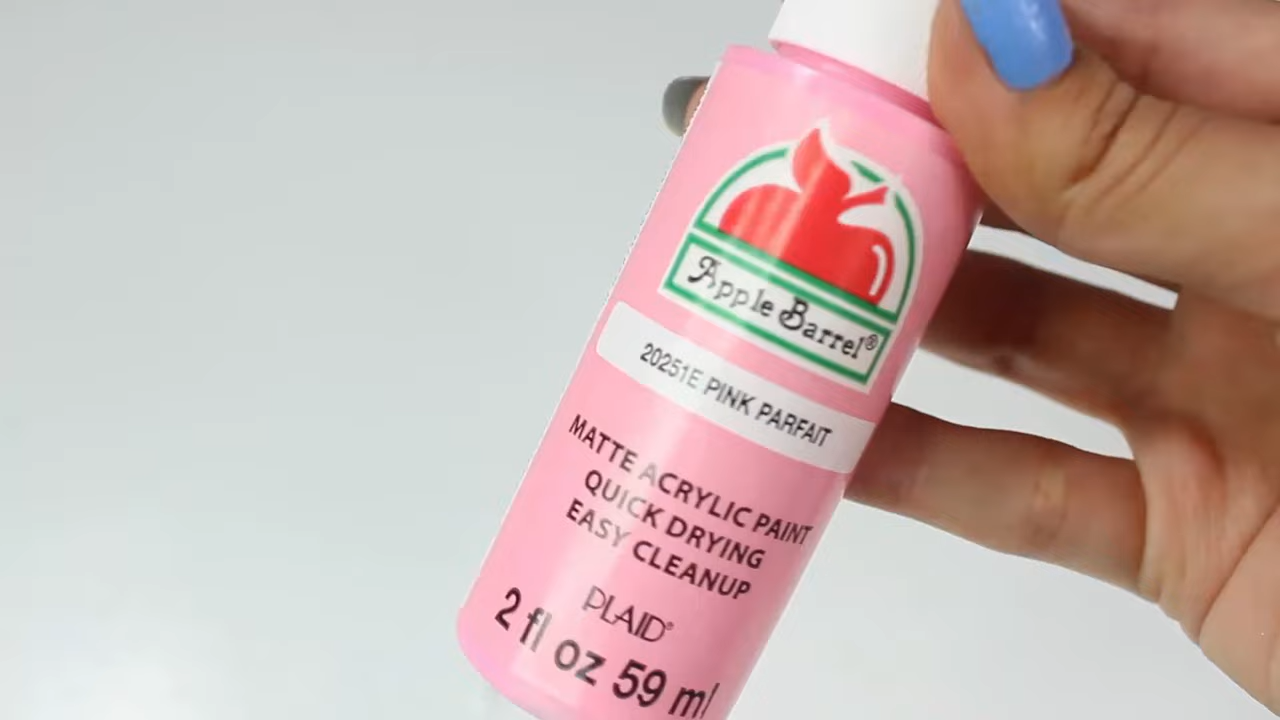 Apple Barrel®
20251E PINK PARFAIT
MATTE ACRYLIC PAINT
QUICK DRYING
EASY CLEANUP
PLAID®
2 fl oz 59 ml